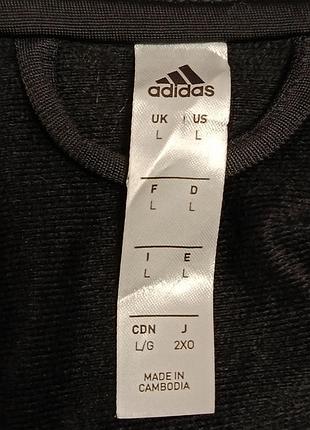 adidas
UK US
L L
F D
L L
I E
L L
CDN J
L/G 2XO
MADE IN
CAMBODIA